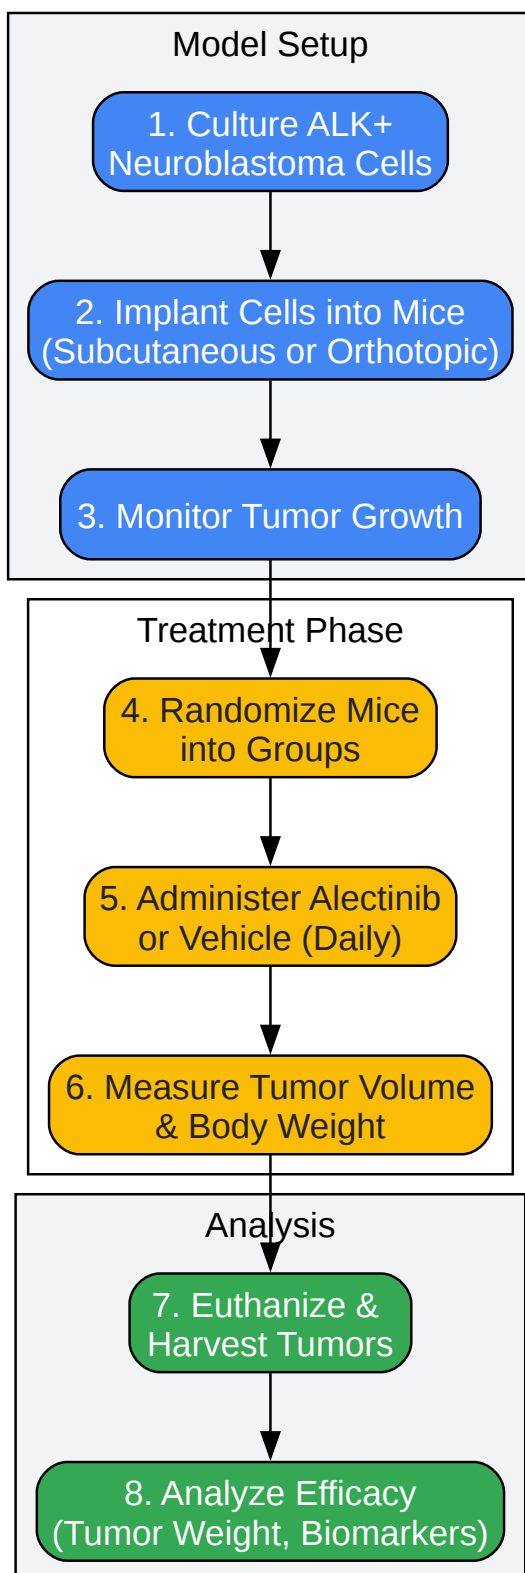 Model Setup
1. Culture ALK+
Neuroblastoma Cells
2. Implant Cells into Mice
(Subcutaneous or Orthotopic)
3. Monitor Tumor Growth
Treatment Phase
4. Randomize Mice
into Groups
5. Administer Alectinib
or Vehicle (Daily)
6. Measure Tumor Volume
& Body Weight
Analysis
7. Euthanize &
Harvest Tumors
8. Analyze Efficacy
(Tumor Weight, Biomarkers)